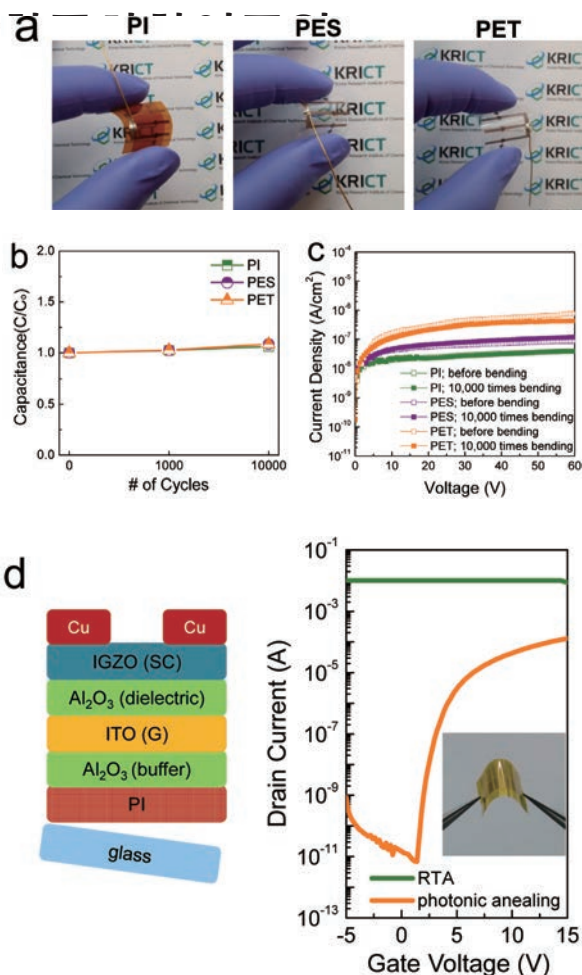 a
PI
PES
PET
KRICT
KRICT
KRICT
b
Capacitance(C/C₀)
2.0
1.5
1.0
0.5
0.0
PI
PES
PET
0
1000
10000
# of Cycles
c
Current Density (A/cm²)
10⁻⁴
10⁻⁵
10⁻⁶
10⁻⁷
10⁻⁸
10⁻⁹
10⁻¹⁰
10⁻¹¹
PI; before bending
PI; 10,000 times bending
PES; before bending
PES; 10,000 times bending
PET; before bending
PET; 10,000 times bending
0 10 20 30 40 50 60
Voltage (V)
d
Cu Cu
IGZO (SC)
Al₂O₃ (dielectric)
ITO (G)
Al₂O₃ (buffer)
PI
glass
Drain Current (A)
10⁻¹
10⁻³
10⁻⁵
10⁻⁷
10⁻⁹
10⁻¹¹
10⁻¹³
RTA
photonic anealing
-5 0 5 10 15
Gate Voltage (V)